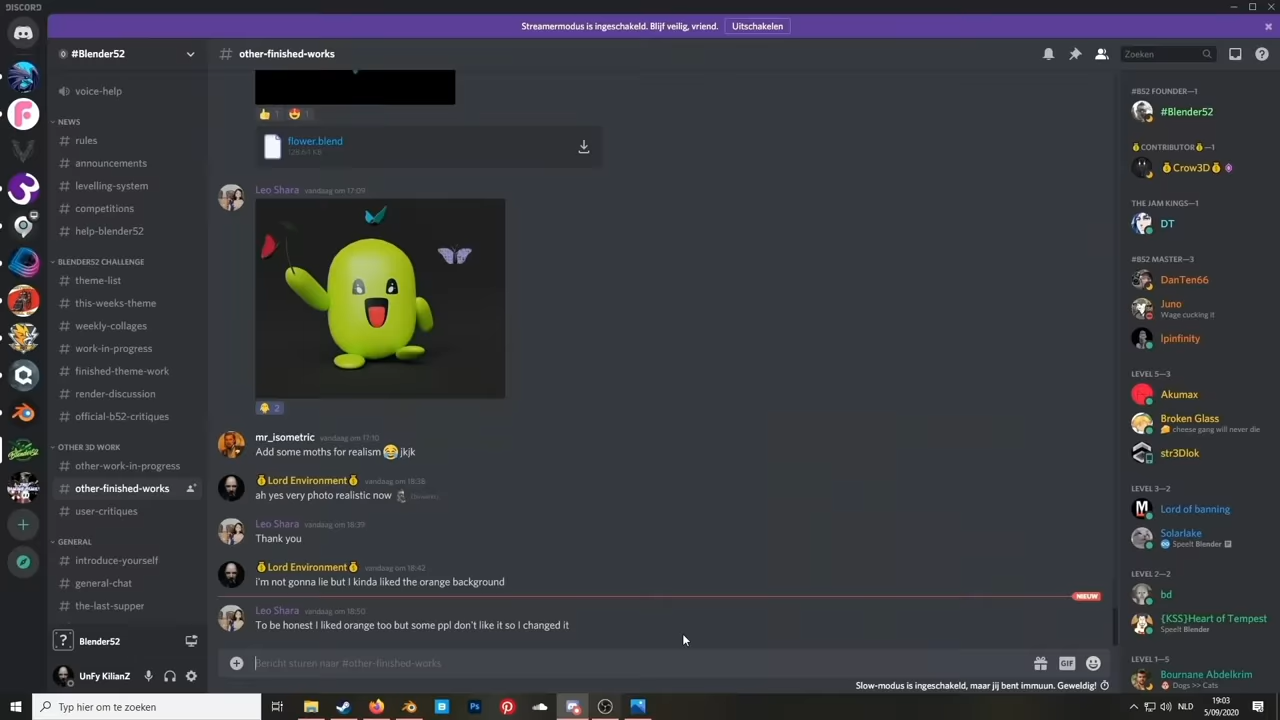 DISCORD
Streamermodus is ingeschakeld. Blijf veilig, vriend.
Uitschakelen
#Blender52
other-finished-works
Zoeken
voice-help
NEWS
rules
announcements
levelling-system
competitions
help-blender52
BLENDER52 CHALLENGE
theme-list
this-weeks-theme
weekly-collages
work-in-progress
finished-theme-work
render-discussion
official-b52-critiques
OTHER 3D WORK
other-work-in-progress
other-finished-works
user-critiques
GENERAL
introduce-yourself
general-chat
the-last-supper
Blender52
UnFy KilianZ
1 1
flower.blend
Leo Shara vandaag om 17:09
2
mr_isometric vandaag om 17:10
Add some moths for realism jkjk
Lord Environment vandaag om 18:38
ah yes very photo realistic now
Leo Shara vandaag om 18:39
Thank you
Lord Environment vandaag om 18:42
i'm not gonna lie but I kinda liked the orange background
NIEUW
Leo Shara vandaag om 18:50
To be honest I liked orange too but some ppl don't like it so I changed it
Bericht sturen naar #other-finished-works
GIF
Slow-modus is ingeschakeld, maar jij bent immuun. Geweldig!
#B52 FOUNDER—1
#Blender52
CONTRIBUTOR—1
Crow3D
THE JAM KINGS—1
DT
#B52 MASTER—3
DanTen66
Juno
Wage cucking it
lpinfinity
LEVEL 5—3
Akumax
Broken Glass
cheese gang will never die
str3Dlok
LEVEL 3—2
Lord of banning
Solarlake
Speelt Blender
LEVEL 2—2
bd
{KSS}Heart of Tempest
Speelt Blender
LEVEL 1—5
Bournane Abdelkrim
Dogs >> Cats
Typ hier om te zoeken
NLD
19:03
5/09/2020